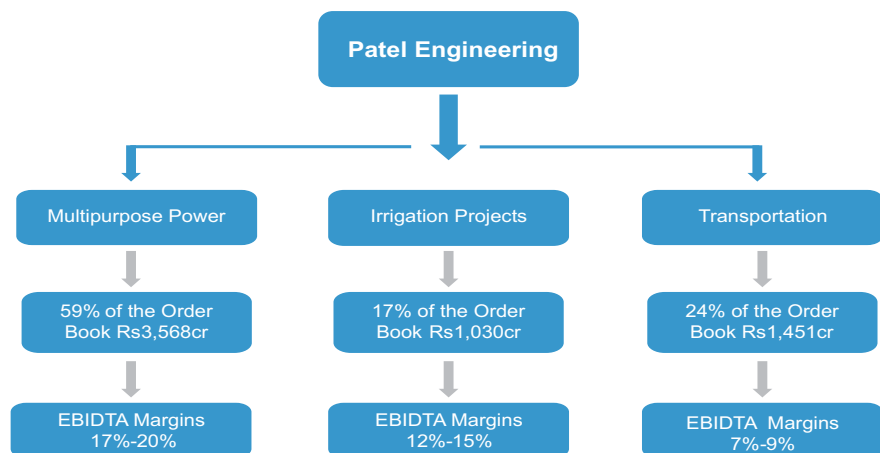 Patel Engineering
Multipurpose Power
Irrigation Projects
Transportation
59% of the Order
Book Rs3,568cr
17% of the Order
Book Rs1,030cr
24% of the Order
Book Rs1,451cr
EBIDTA Margins
17%-20%
EBIDTA Margins
12%-15%
EBIDTA Margins
7%-9%